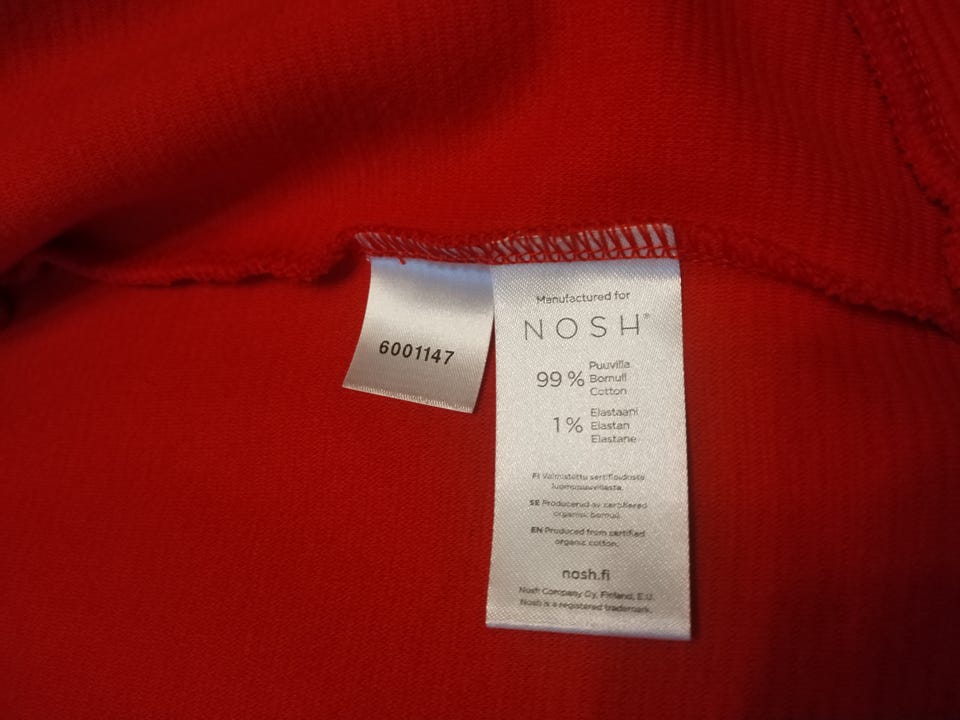 6001147
Manufactured for
NOSH®
99 %
Puuvilla
Bomull
Cotton
1 %
Elastaani
Elastan
Elastane
FI Valmistettu sertifioidusta
luomupuuvillasta.
SE Producerad av certifierad
organisk bomull.
EN Produced from certified
organic cotton.
nosh.fi
Nosh Company Oy, Finland, E.U.
Nosh is a registered trademark.